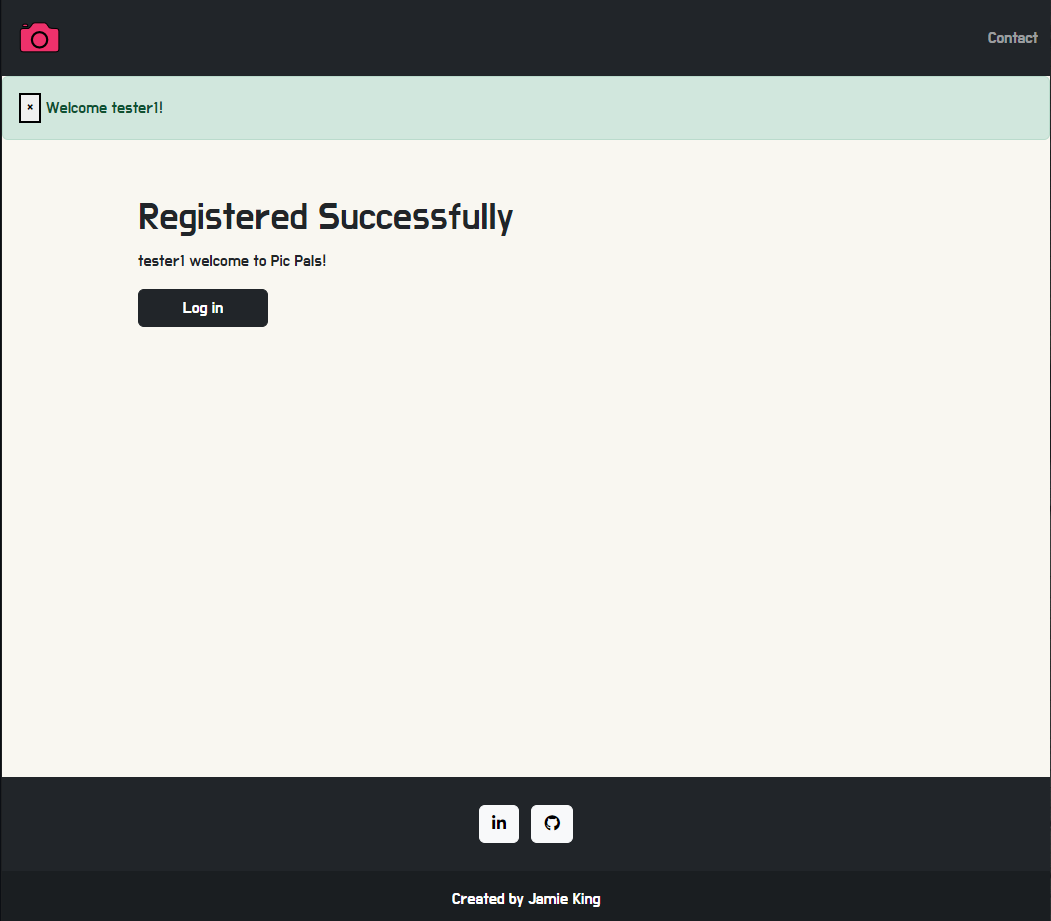 Contact
× Welcome tester1!
Registered Successfully
tester1 welcome to Pic Pals!
Log in
in
Created by Jamie King